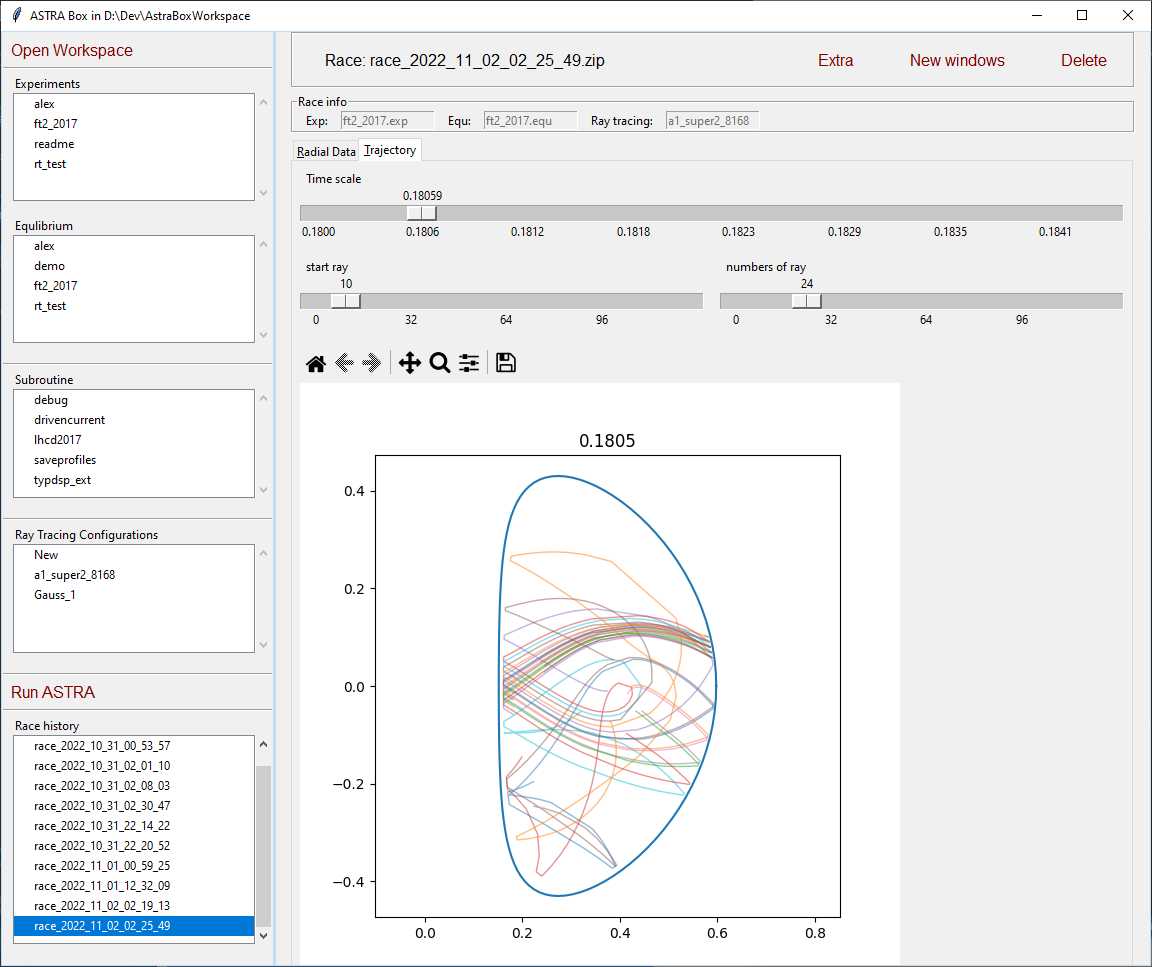 ASTRA Box in D:\Dev\AstraBoxWorkspace
Open Workspace
Experiments
alex
ft2_2017
readme
rt_test
Equlibrium
alex
demo
ft2_2017
rt_test
Subroutine
debug
drivencurrent
lhcd2017
saveprofiles
typdsp_ext
Ray Tracing Configurations
New
a1_super2_8168
Gauss_1
Run ASTRA
Race history
race_2022_10_31_00_53_57
race_2022_10_31_02_01_10
race_2022_10_31_02_08_03
race_2022_10_31_02_30_47
race_2022_10_31_22_14_22
race_2022_10_31_22_20_52
race_2022_11_01_00_59_25
race_2022_11_01_12_32_09
race_2022_11_02_02_19_13
race_2022_11_02_02_25_49
Race: race_2022_11_02_02_25_49.zip Extra New windows Delete
Race info
Exp: ft2_2017.exp Equ: ft2_2017.equ Ray tracing: a1_super2_8168
Radial Data Trajectory
Time scale
0.18059
0.1800 0.1806 0.1812 0.1818 0.1823 0.1829 0.1835 0.1841
start ray numbers of ray
10 24
0 32 64 96 0 32 64 96
0.1805
0.4
0.2
0.0
−0.2
−0.4
0.0 0.2 0.4 0.6 0.8